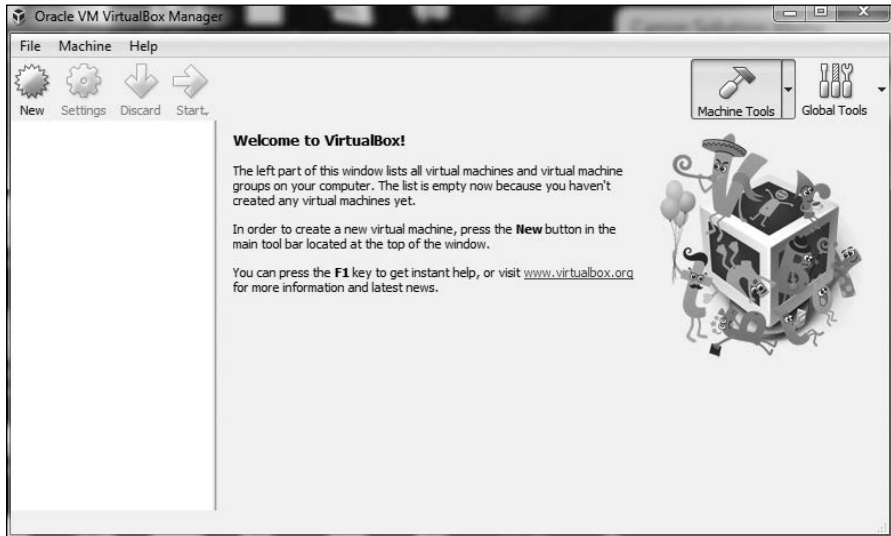 Oracle VM VirtualBox Manager
File Machine Help
New Settings Discard Start
Machine Tools Global Tools
Welcome to VirtualBox!
The left part of this window lists all virtual machines and virtual machine
groups on your computer. The list is empty now because you haven't
created any virtual machines yet.
In order to create a new virtual machine, press the New button in the
main tool bar located at the top of the window.
You can press the F1 key to get instant help, or visit www.virtualbox.org
for more information and latest news.